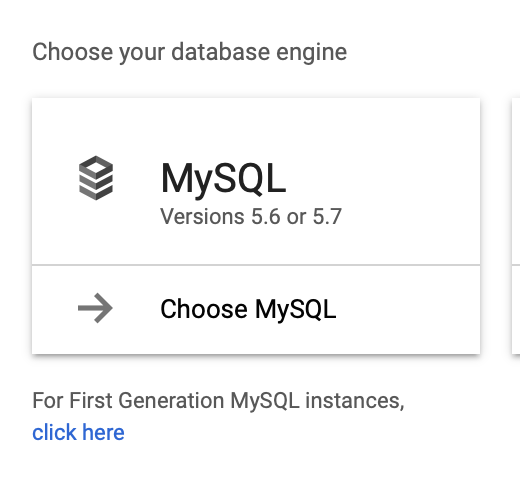 Choose your database engine
MySQL
Versions 5.6 or 5.7
Choose MySQL
For First Generation MySQL instances,
click here